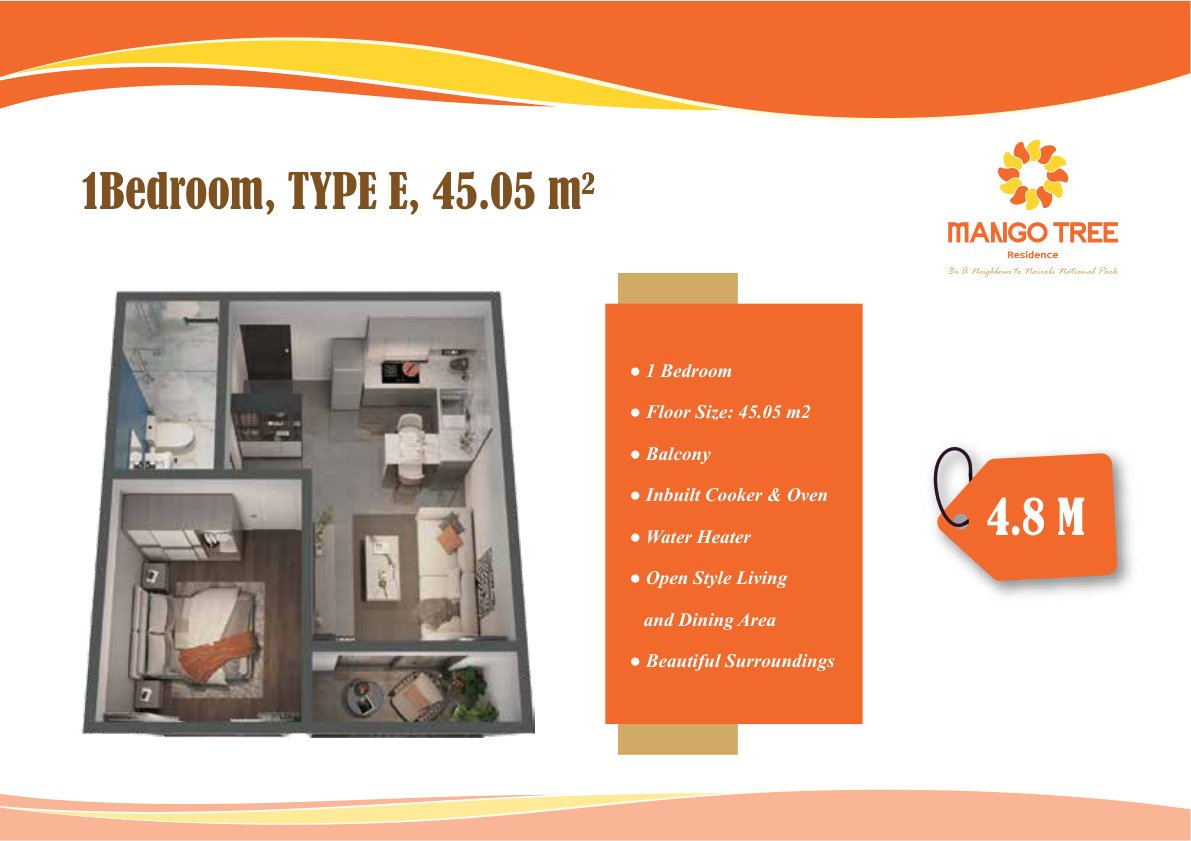 1Bedroom, TYPE E, 45.05 m²
MANGO TREE
Residence
Be A Neighbour to Nairobi National Park
● 1 Bedroom
● Floor Size: 45.05 m2
● Balcony
● Inbuilt Cooker & Oven
● Water Heater
● Open Style Living
and Dining Area
● Beautiful Surroundings
4.8 M